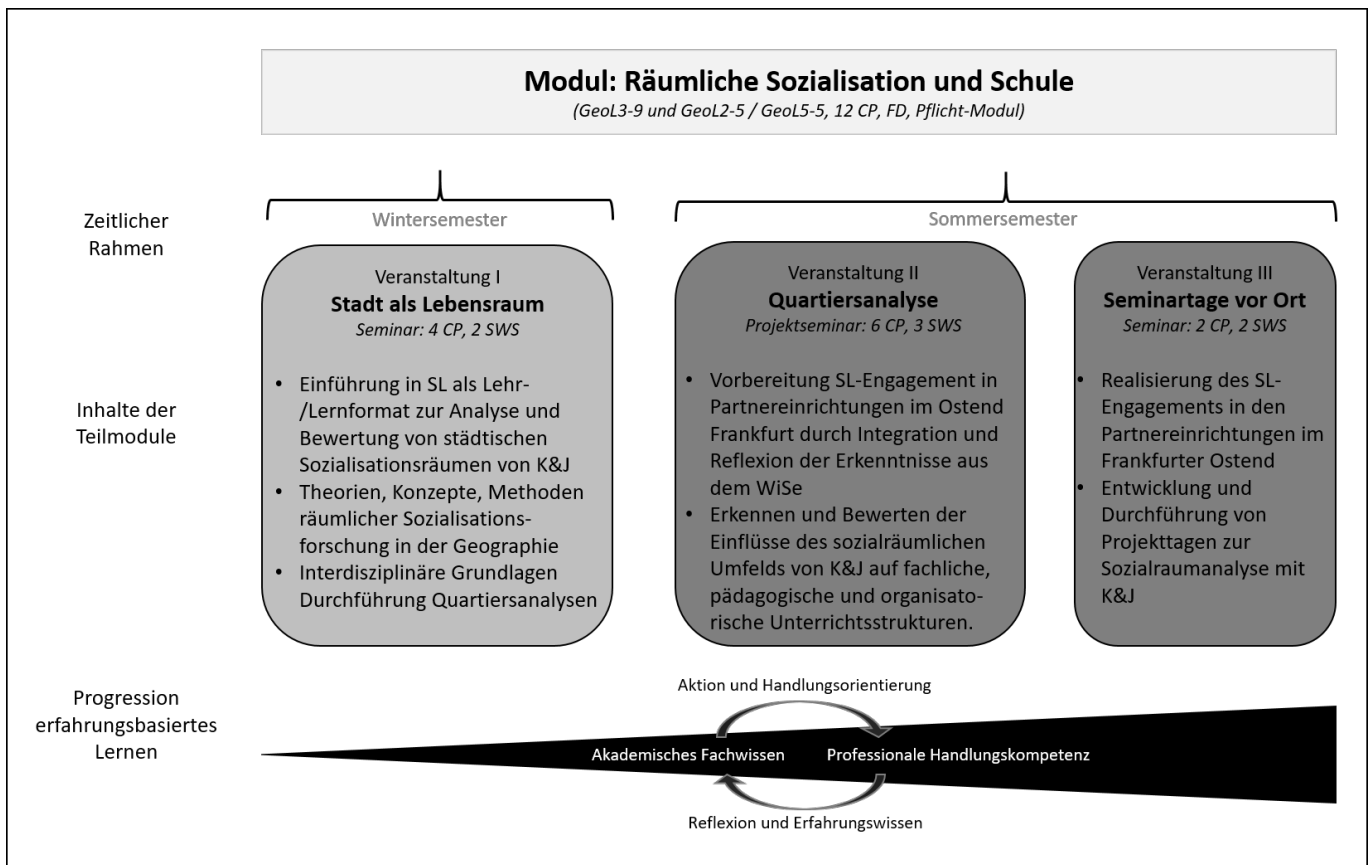 Modul: Räumliche Sozialisation und Schule
(GeoL3-9 und GeoL2-5 / GeoL5-5, 12 CP, FD, Pflicht-Modul)
Zeitlicher
Rahmen
Wintersemester
Sommersemester
Inhalte der
Teilmodule
Veranstaltung I
Stadt als Lebensraum
Seminar: 4 CP, 2 SWS
• Einführung in SL als Lehr-
/Lernformat zur Analyse und
Bewertung von städtischen
Sozialisationsräumen von K&J
• Theorien, Konzepte, Methoden
räumlicher Sozialisations-
forschung in der Geographie
• Interdisziplinäre Grundlagen
Durchführung Quartiersanalysen
Veranstaltung II
Quartiersanalyse
Projektseminar: 6 CP, 3 SWS
• Vorbereitung SL-Engagement in
Partnereinrichtungen im Ostend
Frankfurt durch Integration und
Reflexion der Erkenntnisse aus
dem WiSe
• Erkennen und Bewerten der
Einflüsse des sozialräumlichen
Umfelds von K&J auf fachliche,
pädagogische und organisato-
rische Unterrichtsstrukturen.
Veranstaltung III
Seminartage vor Ort
Seminar: 2 CP, 2 SWS
• Realisierung des SL-
Engagements in den
Partnereinrichtungen im
Frankfurter Ostend
• Entwicklung und
Durchführung von
Projekttagen zur
Sozialraumanalyse mit
K&J
Progression
erfahrungsbasiertes
Lernen
Aktion und Handlungsorientierung
Akademisches Fachwissen
Professionale Handlungskompetenz
Reflexion und Erfahrungswissen